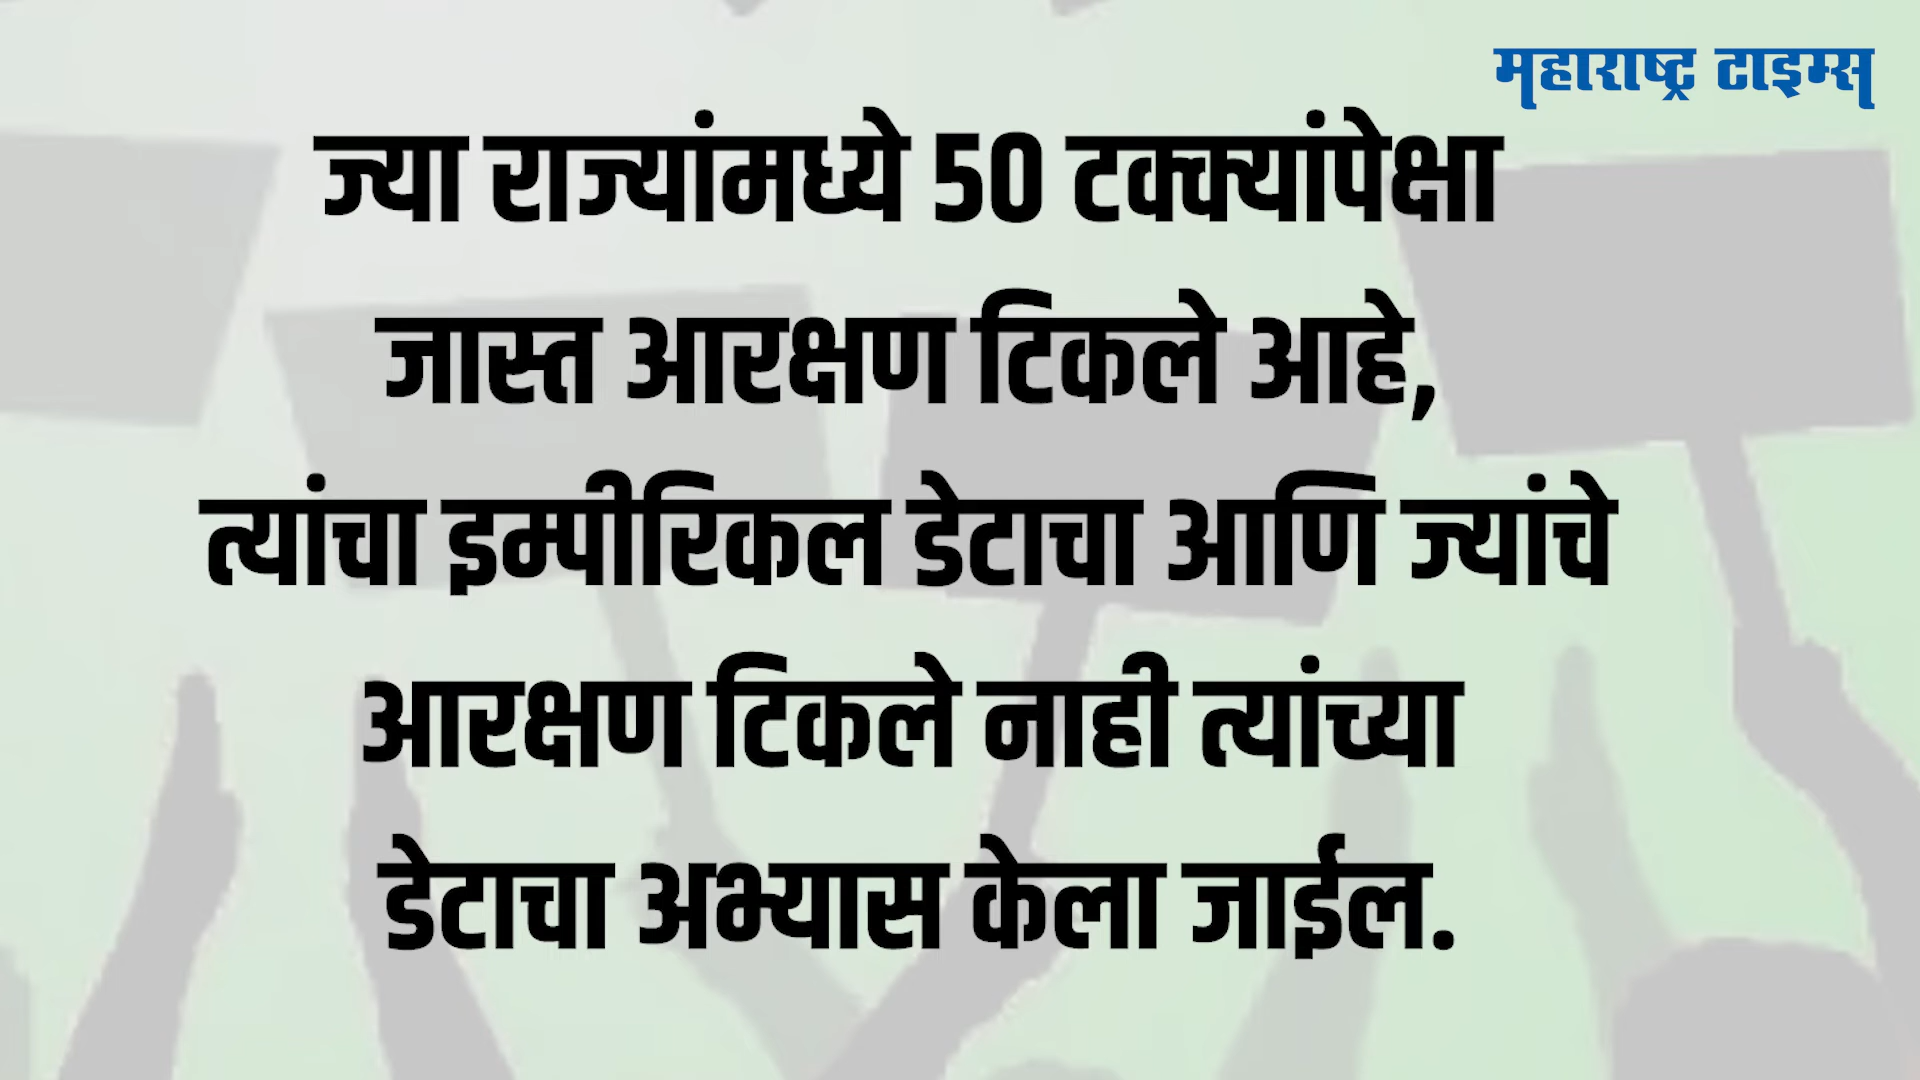 महाराष्ट्र टाइम्स
ज्या राज्यांमध्ये 50 टक्क्यांपेक्षा
जास्त आरक्षण टिकले आहे,
त्यांचा इम्पीरिकल डेटाचा आणि ज्यांचे
आरक्षण टिकले नाही त्यांच्या
डेटाचा अभ्यास केला जाईल.